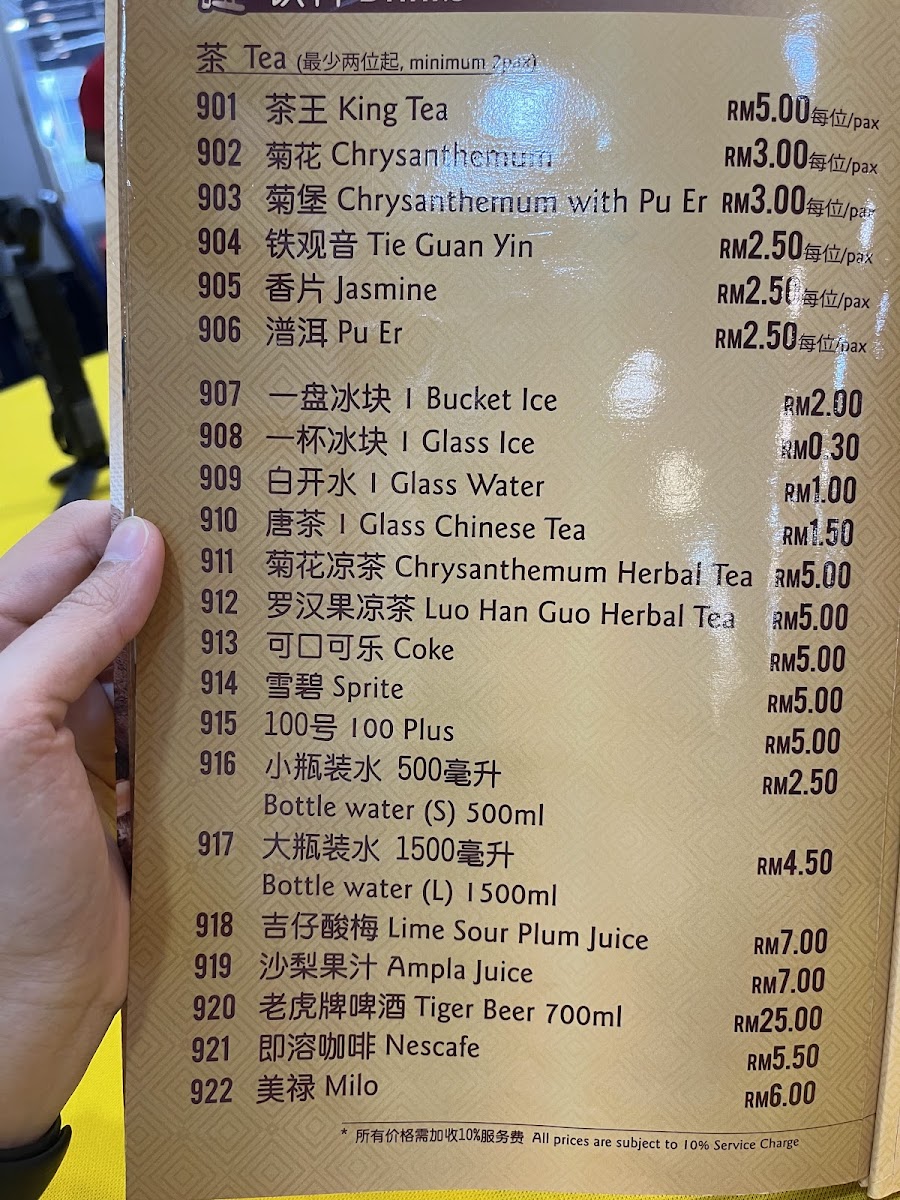 饮料 DRINKS
茶 Tea (最少两位起, minimum 2pax)
901 茶王 King Tea RM5.00每位/pax
902 菊花 Chrysanthemum RM3.00每位/pax
903 菊堡 Chrysanthemum with Pu Er RM3.00每位/pax
904 铁观音 Tie Guan Yin RM2.50每位/pax
905 香片 Jasmine RM2.50每位/pax
906 潽洱 Pu Er RM2.50每位/pax
907 一盘冰块 1 Bucket Ice RM2.00
908 一杯冰块 1 Glass Ice RM0.30
909 白开水 1 Glass Water RM1.00
910 唐茶 1 Glass Chinese Tea RM1.50
911 菊花凉茶 Chrysanthemum Herbal Tea RM5.00
912 罗汉果凉茶 Luo Han Guo Herbal Tea RM5.00
913 可口可乐 Coke RM5.00
914 雪碧 Sprite RM5.00
915 100号 100 Plus RM5.00
916 小瓶装水 500毫升 RM2.50
Bottle water (S) 500ml
917 大瓶装水 1500毫升 RM4.50
Bottle water (L) 1500ml
918 吉仔酸梅 Lime Sour Plum Juice RM7.00
919 沙梨果汁 Ampla Juice RM7.00
920 老虎牌啤酒 Tiger Beer 700ml RM25.00
921 即溶咖啡 Nescafe RM5.50
922 美禄 Milo RM6.00
* 所有价格需加收10%服务费 All prices are subject to 10% Service Charge